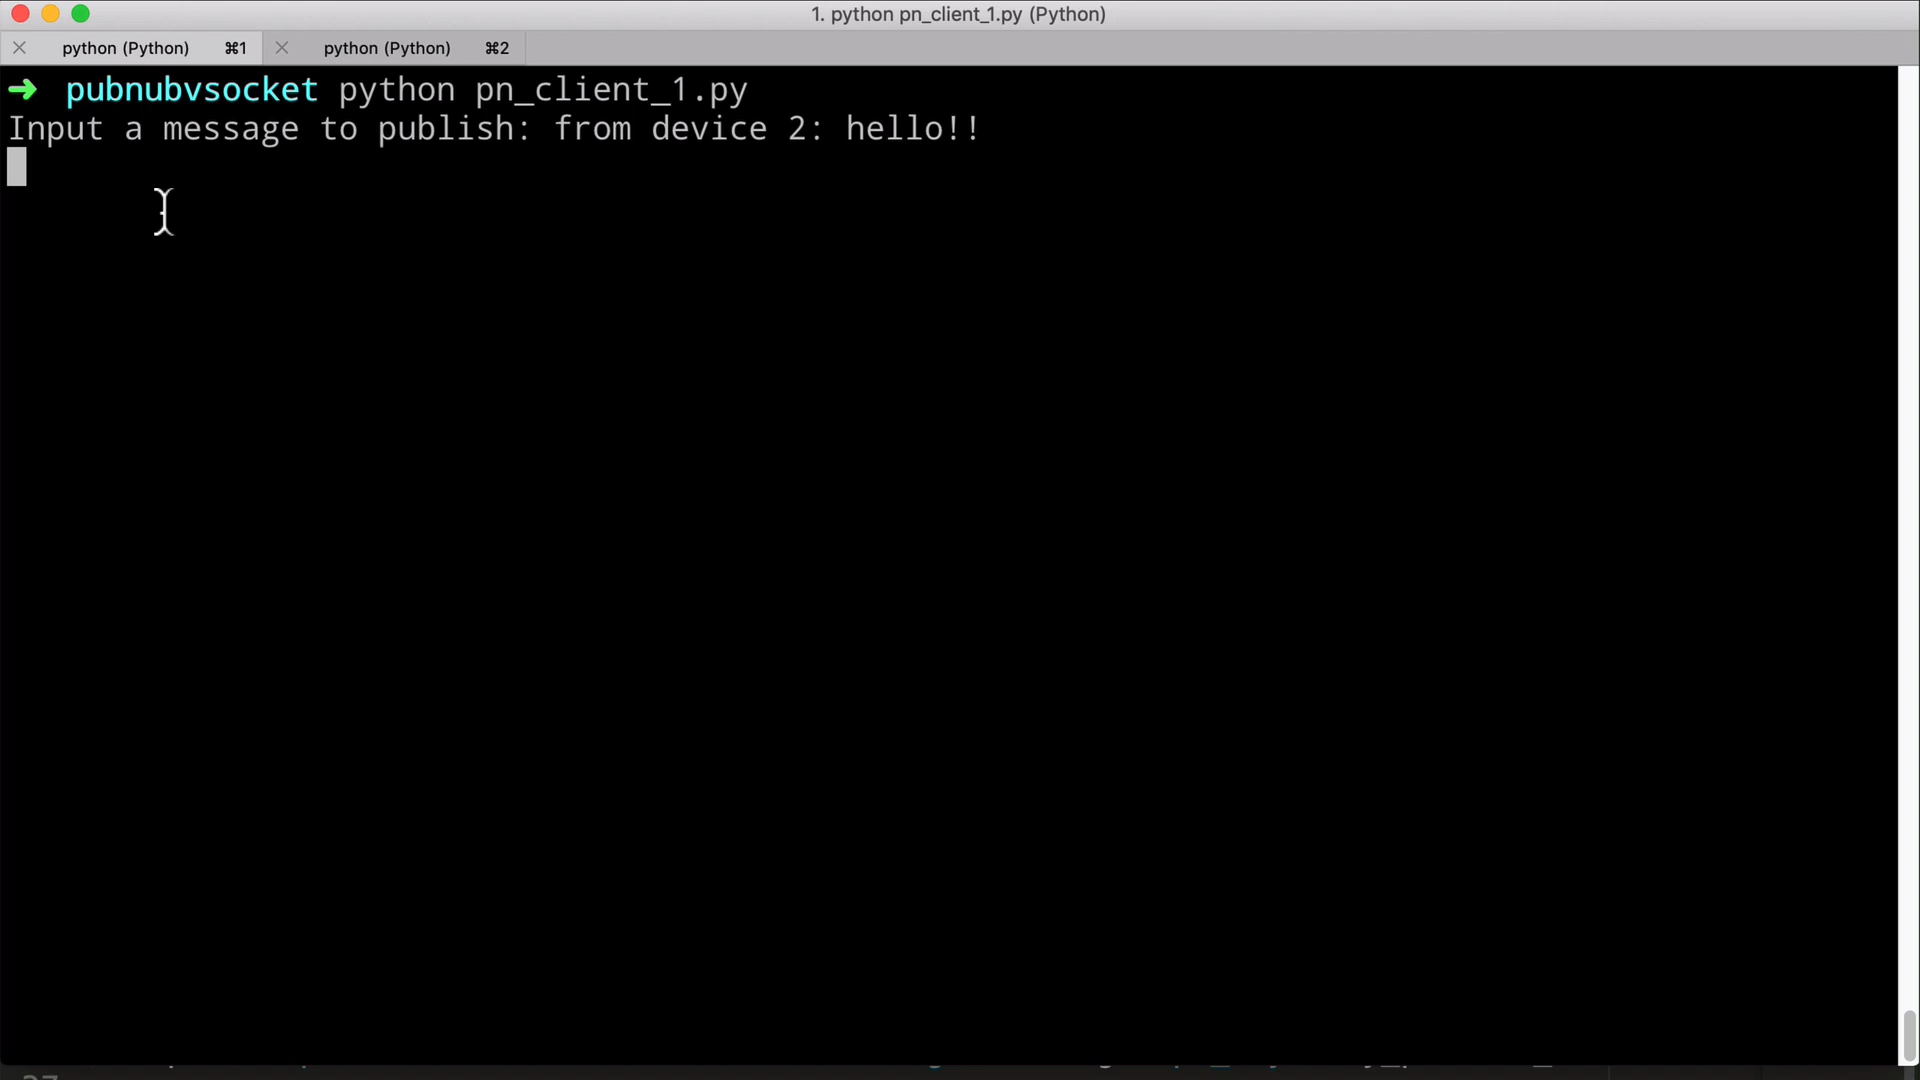 1. python pn_client_1.py (Python)
python (Python) ⌘1 python (Python) ⌘2
➜ pubnubvsocket python pn_client_1.py
Input a message to publish: from device 2: hello!!